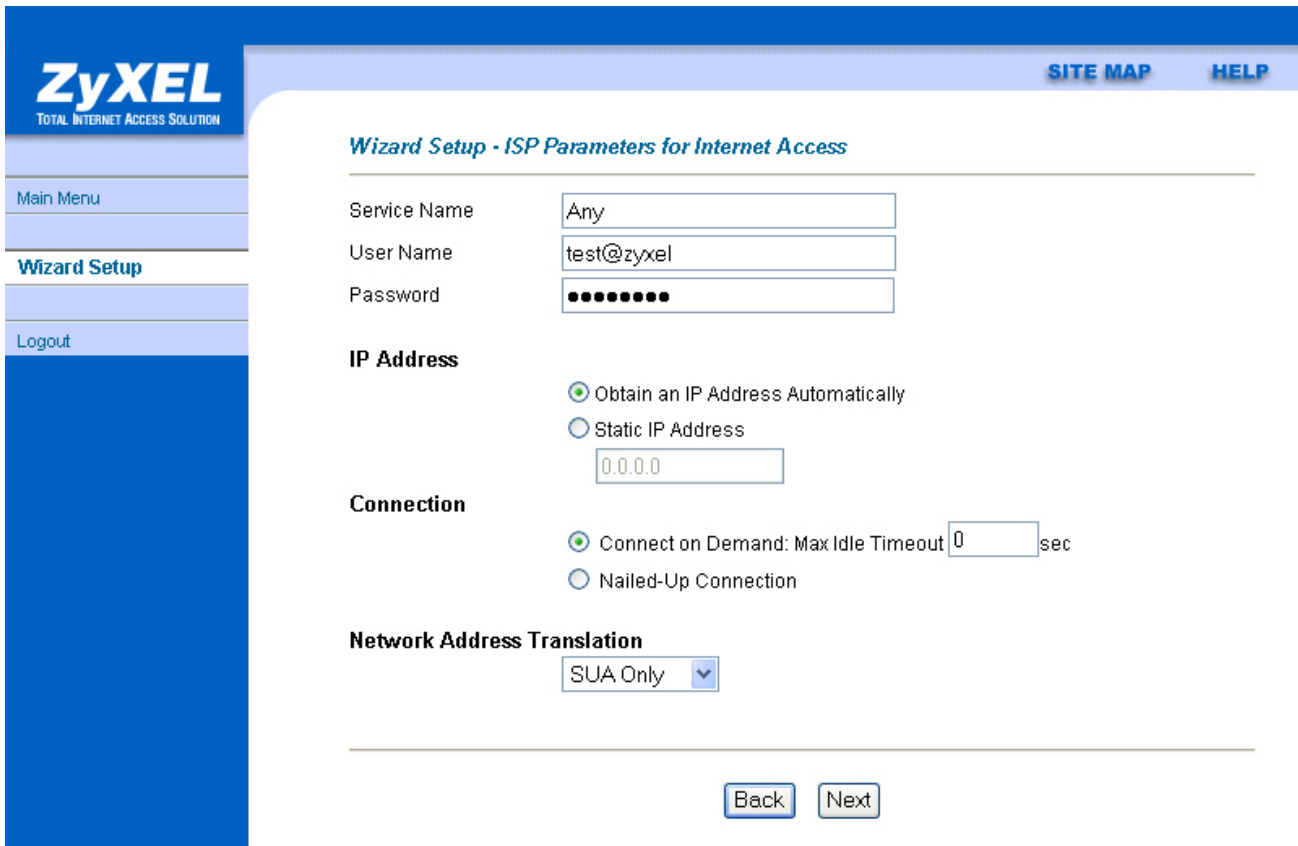 SITE MAP HELP
ZyXEL
TOTAL INTERNET ACCESS SOLUTION
Main Menu
Wizard Setup
Logout
Wizard Setup - ISP Parameters for Internet Access
Service Name Any
User Name test@zyxel
Password ●●●●●●●●
IP Address
Obtain an IP Address Automatically
Static IP Address
0.0.0.0
Connection
Connect on Demand: Max Idle Timeout 0 sec
Nailed-Up Connection
Network Address Translation
SUA Only
Back Next